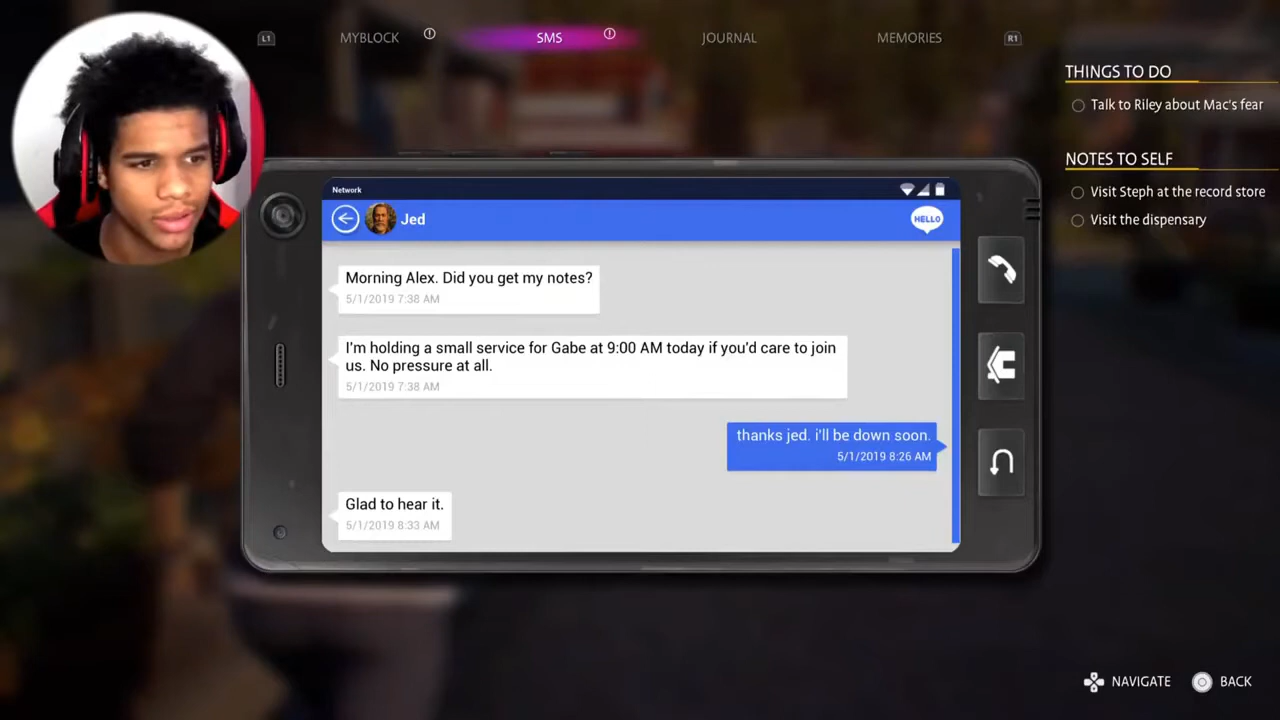 L1
MYBLOCK
SMS
JOURNAL
MEMORIES
R1
THINGS TO DO
Talk to Riley about Mac's fear
NOTES TO SELF
Visit Steph at the record store
Visit the dispensary
Network
Jed
HELLO
Morning Alex. Did you get my notes?
5/1/2019 7:38 AM
I'm holding a small service for Gabe at 9:00 AM today if you'd care to join
us. No pressure at all.
5/1/2019 7:38 AM
thanks jed. i'll be down soon.
5/1/2019 8:26 AM
Glad to hear it.
5/1/2019 8:33 AM
NAVIGATE
BACK